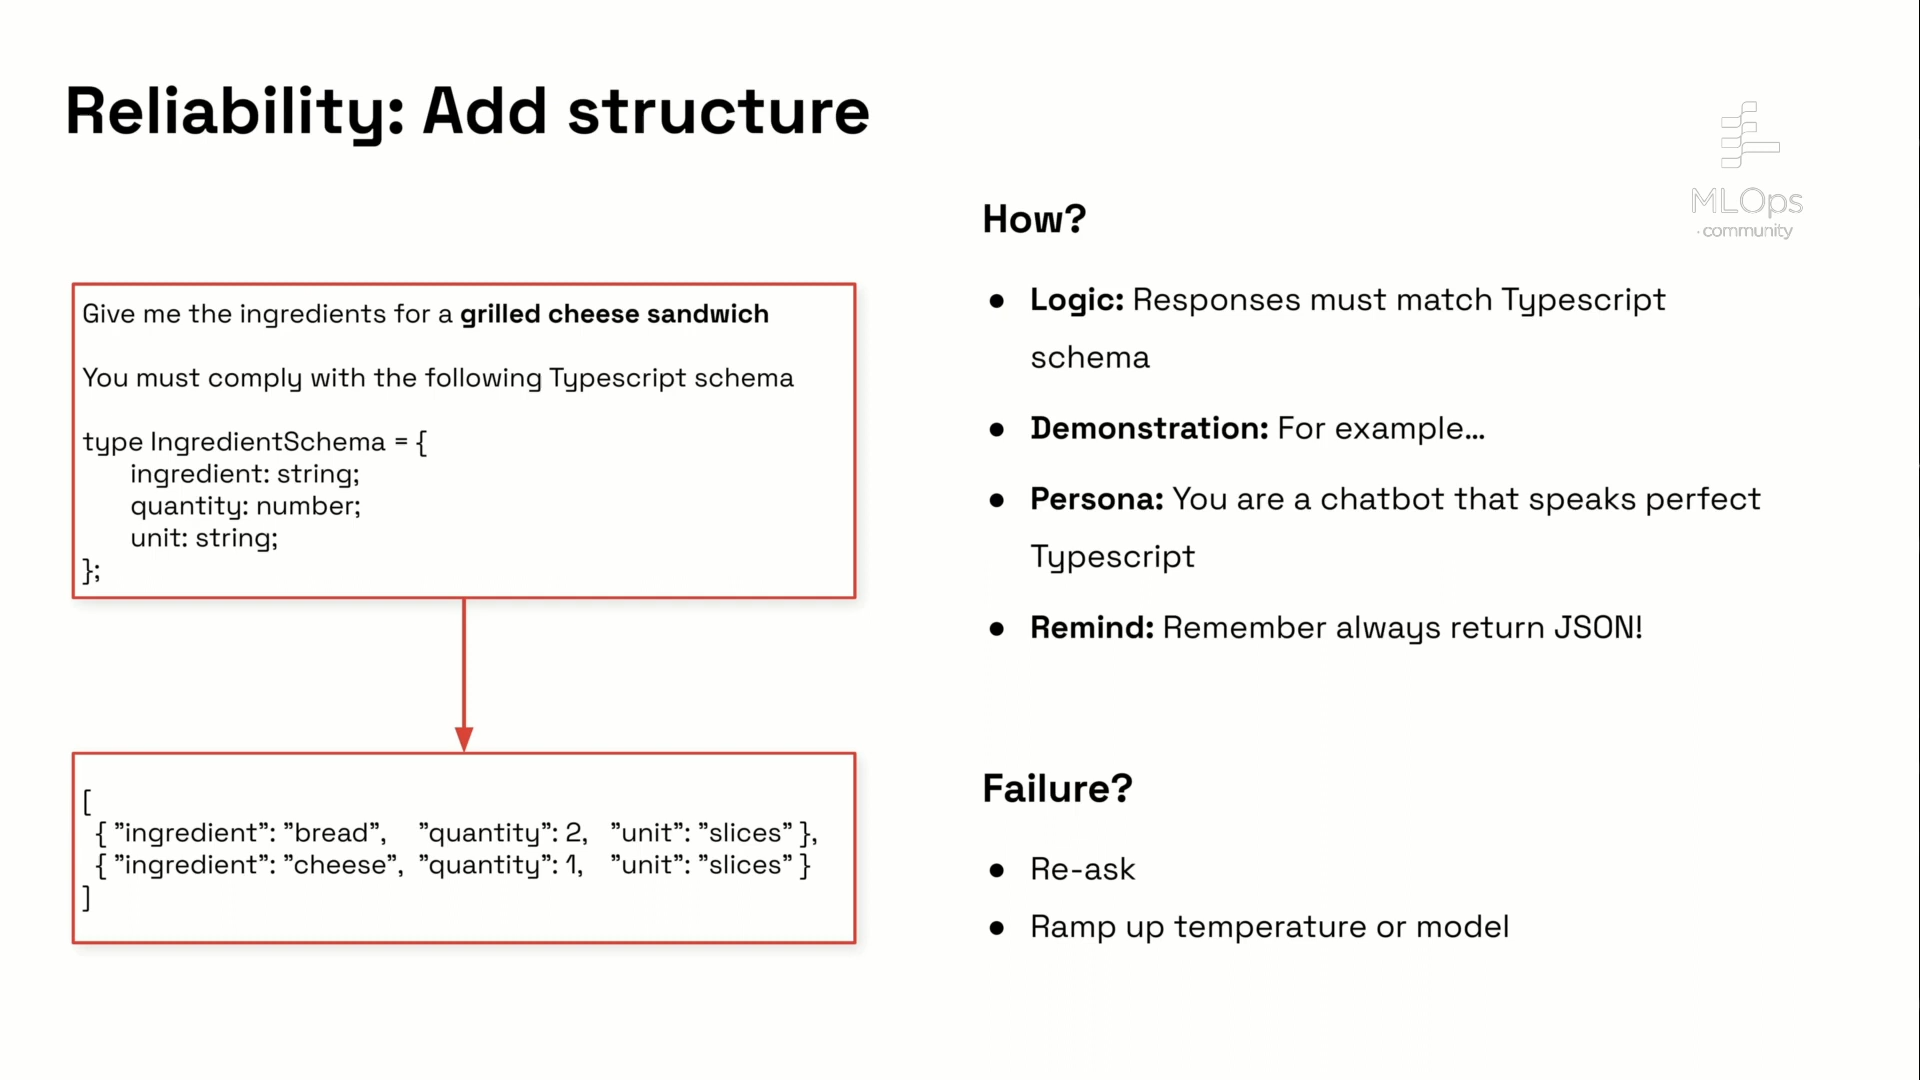 Reliability: Add structure
MLOps
community
Give me the ingredients for a grilled cheese sandwich
You must comply with the following Typescript schema
type IngredientSchema = {
ingredient: string;
quantity: number;
unit: string;
};
[
{ ”ingredient”: ”bread”, ”quantity”: 2, ”unit”: ”slices” },
{ ”ingredient”: ”cheese”, ”quantity”: 1, ”unit”: ”slices” }
]
How?
● Logic: Responses must match Typescript
schema
● Demonstration: For example…
● Persona: You are a chatbot that speaks perfect
Typescript
● Remind: Remember always return JSON!
Failure?
● Re-ask
● Ramp up temperature or model